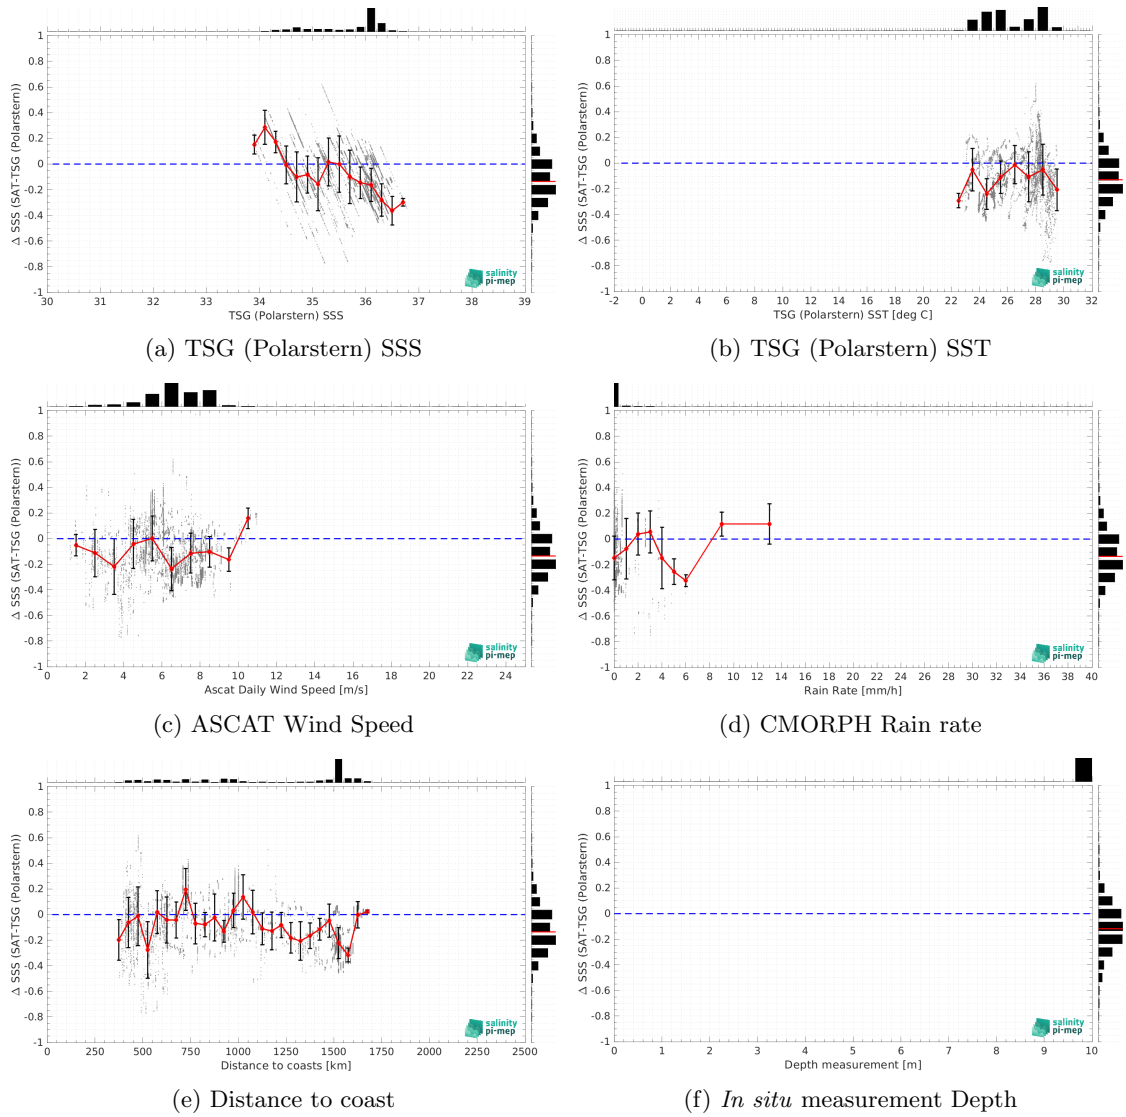 1
0.8
0.6
0.4
0.2
0
-0.2
-0.4
-0.6
-0.8
-1
Δ SSS (SAT-TSG (Polarstern))
30 31 32 33 34 35 36 37 38 39
TSG (Polarstern) SSS
salinity
pi-mep
(a) TSG (Polarstern) SSS
1
0.8
0.6
0.4
0.2
0
-0.2
-0.4
-0.6
-0.8
-1
Δ SSS (SAT-TSG (Polarstern))
-2 0 2 4 6 8 10 12 14 16 18 20 22 24 26 28 30 32
TSG (Polarstern) SST [deg C]
salinity
pi-mep
(b) TSG (Polarstern) SST
1
0.8
0.6
0.4
0.2
0
-0.2
-0.4
-0.6
-0.8
-1
Δ SSS (SAT-TSG (Polarstern))
0 2 4 6 8 10 12 14 16 18 20 22 24
Ascat Daily Wind Speed [m/s]
salinity
pi-mep
(c) ASCAT Wind Speed
1
0.8
0.6
0.4
0.2
0
-0.2
-0.4
-0.6
-0.8
-1
Δ SSS (SAT-TSG (Polarstern))
0 2 4 6 8 10 12 14 16 18 20 22 24 26 28 30 32 34 36 38 40
Rain Rate [mm/h]
salinity
pi-mep
(d) CMORPH Rain rate
1
0.8
0.6
0.4
0.2
0
-0.2
-0.4
-0.6
-0.8
-1
Δ SSS (SAT-TSG (Polarstern))
0 250 500 750 1000 1250 1500 1750 2000 2250 2500
Distance to coasts [km]
salinity
pi-mep
(e) Distance to coast
1
0.8
0.6
0.4
0.2
0
-0.2
-0.4
-0.6
-0.8
-1
Δ SSS (SAT-TSG (Polarstern))
0 1 2 3 4 5 6 7 8 9 10
Depth measurement [m]
salinity
pi-mep
(f) In situ measurement Depth